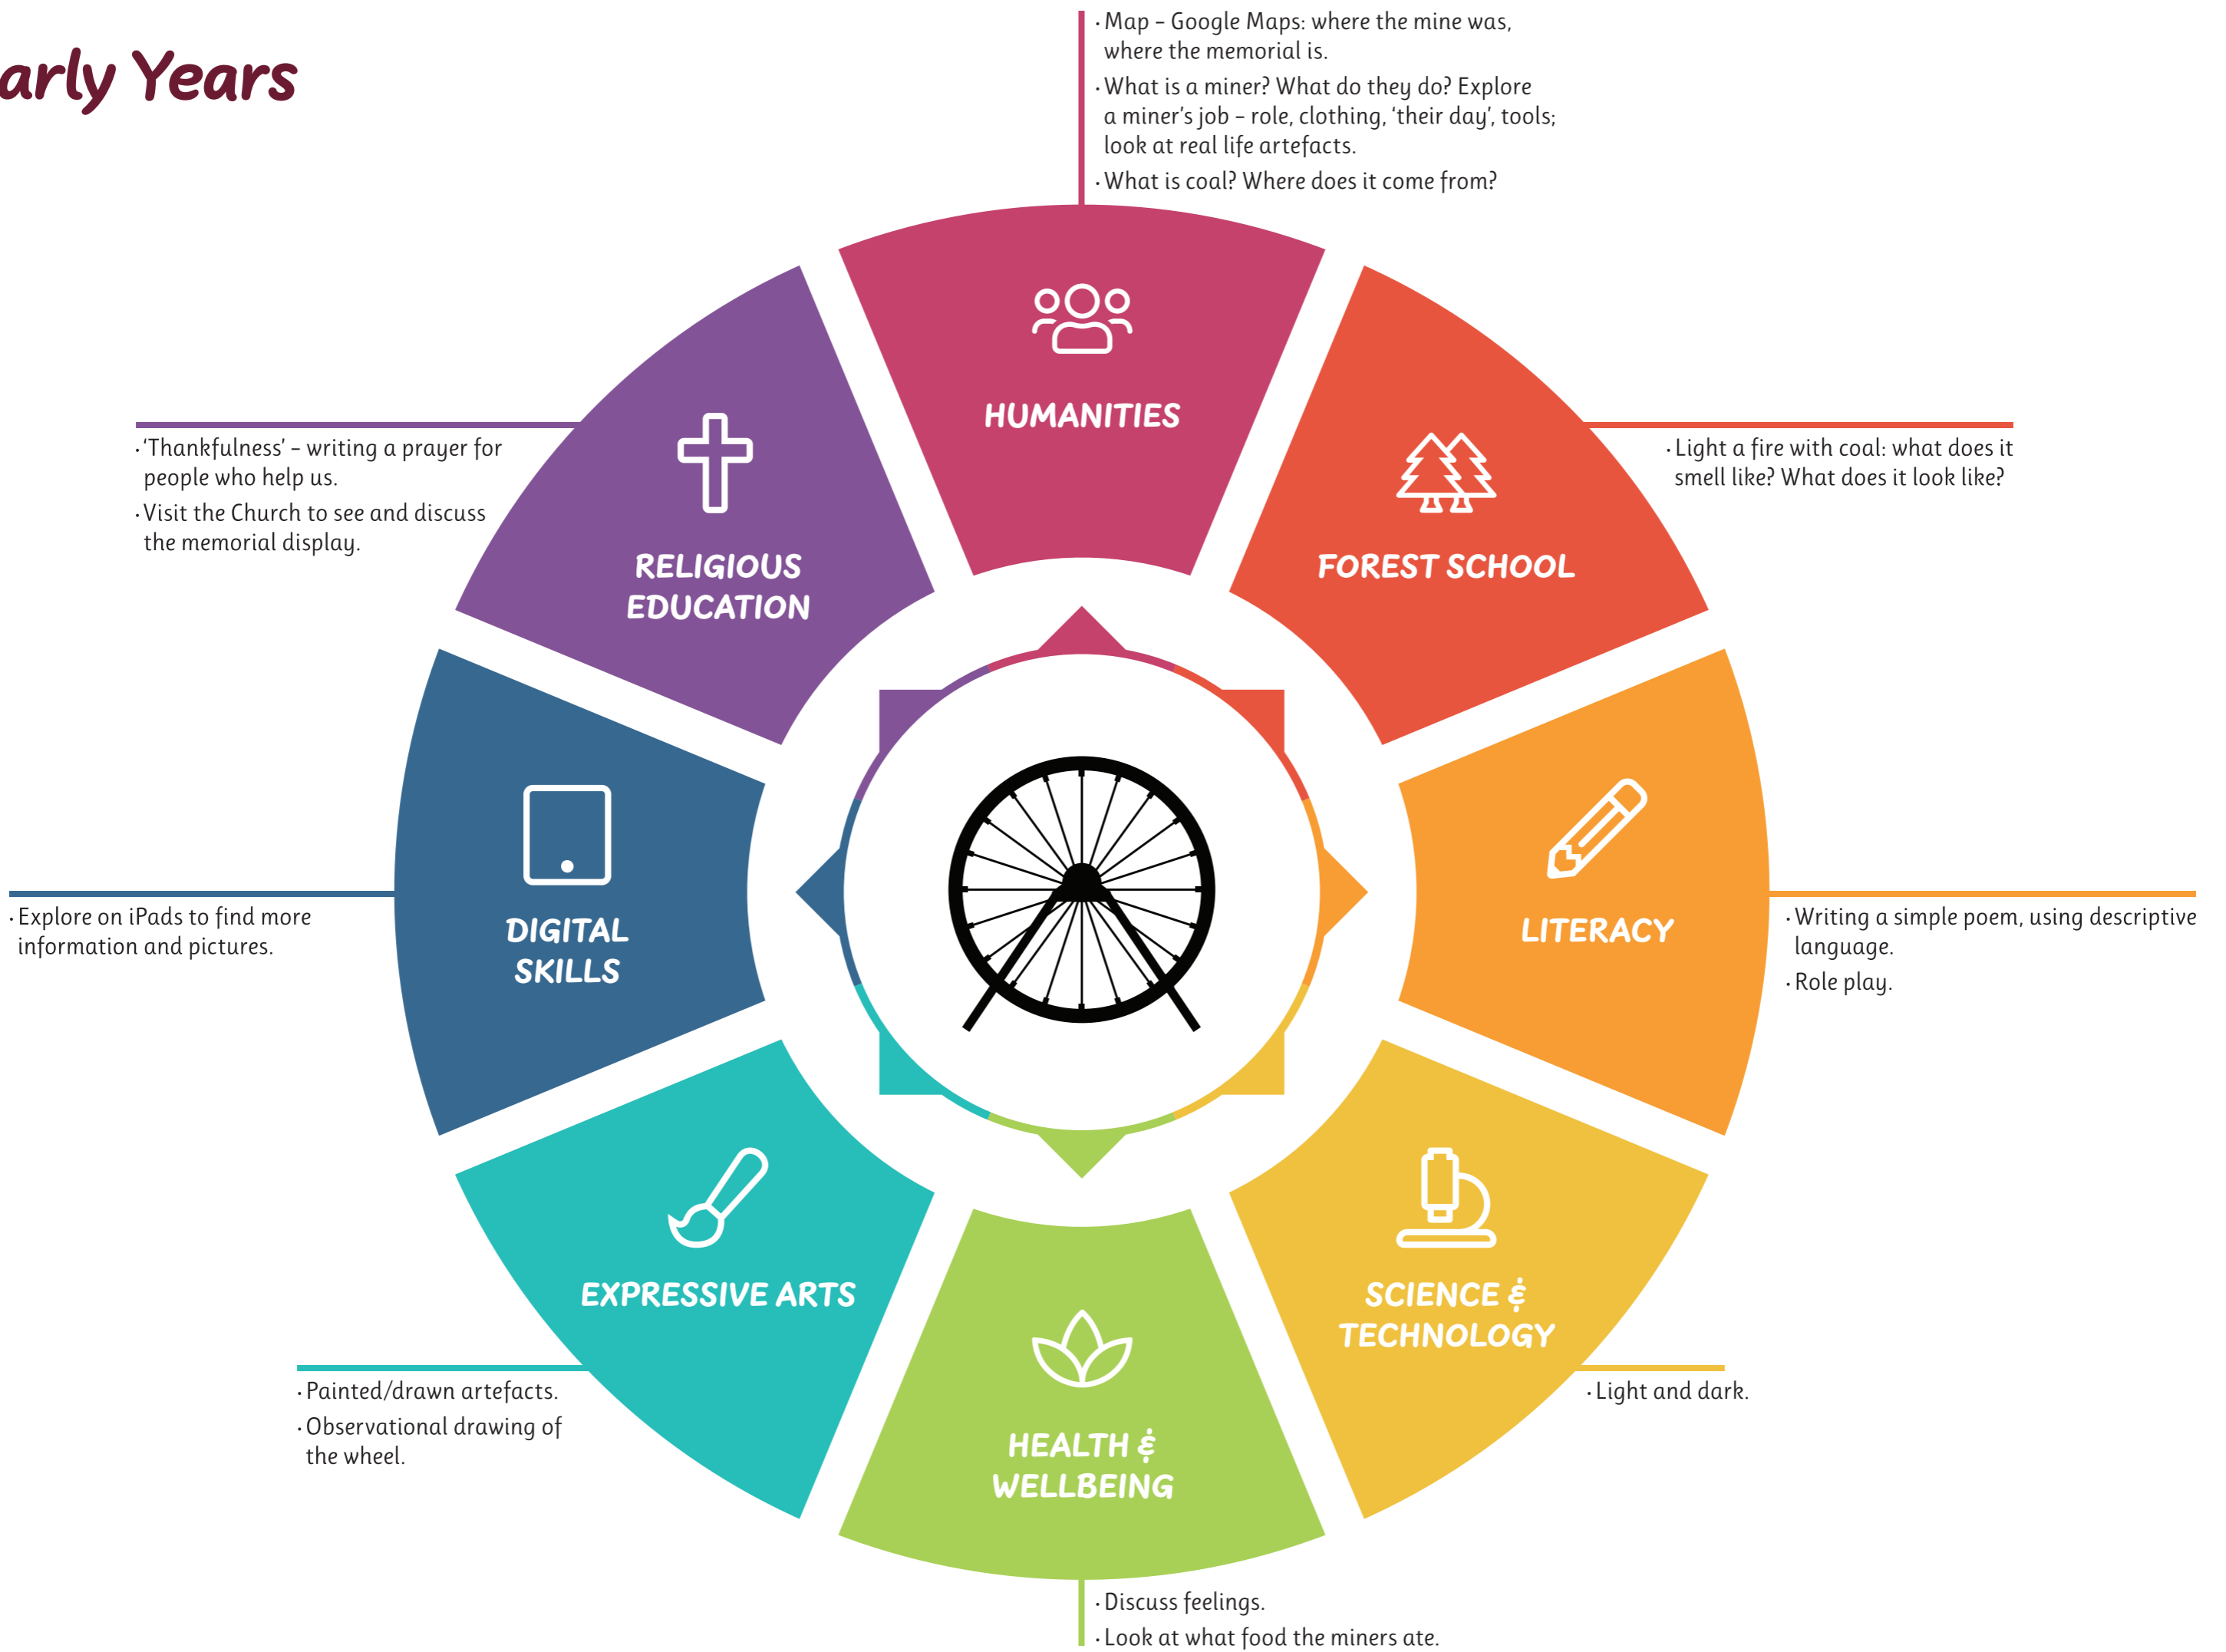 arly Years
· Map – Google Maps: where the mine was,
where the memorial is.
· What is a miner? What do they do? Explore
a miner's job – role, clothing, 'their day', tools;
look at real life artefacts.
· What is coal? Where does it come from?
HUMANITIES
FOREST SCHOOL
· Light a fire with coal: what does it
smell like? What does it look like?
LITERACY
· Writing a simple poem, using descriptive
language.
· Role play.
SCIENCE &
TECHNOLOGY
· Light and dark.
HEALTH &
WELLBEING
· Discuss feelings.
· Look at what food the miners ate.
EXPRESSIVE ARTS
· Painted/drawn artefacts.
· Observational drawing of
the wheel.
DIGITAL
SKILLS
· Explore on iPads to find more
information and pictures.
RELIGIOUS
EDUCATION
· 'Thankfulness' – writing a prayer for
people who help us.
· Visit the Church to see and discuss
the memorial display.